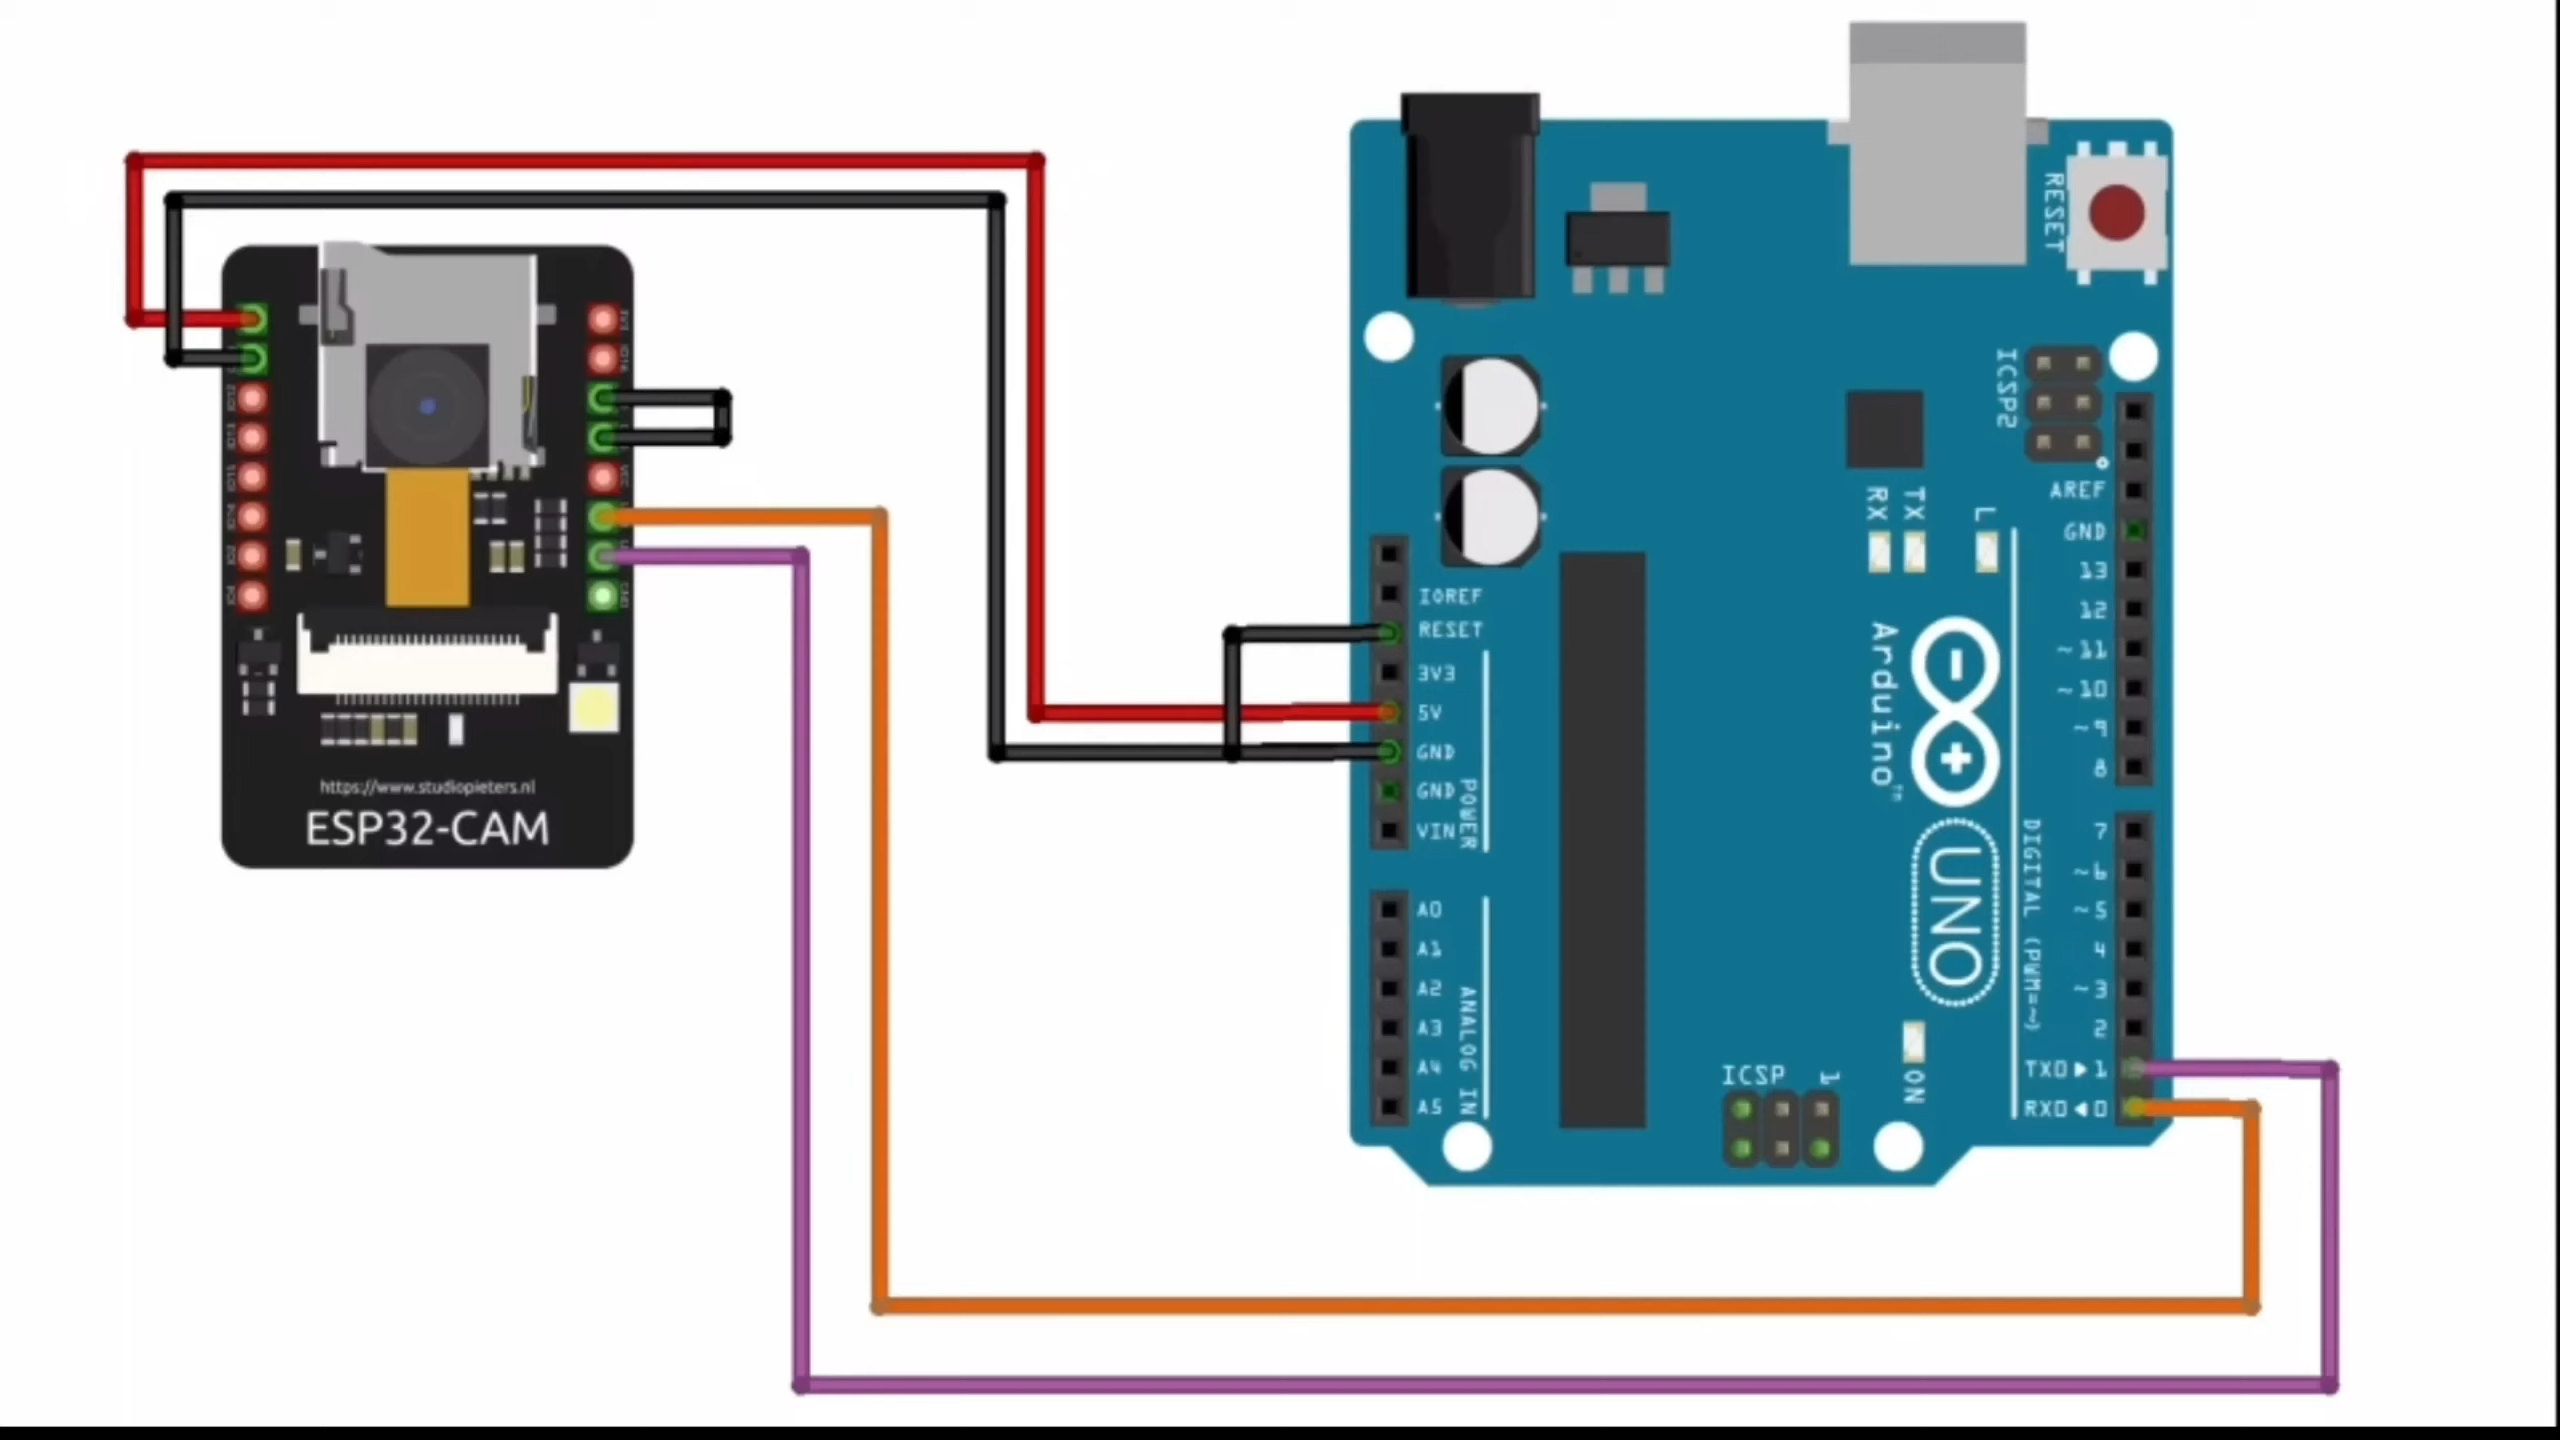 https://www.studiopieters.nl
ESP32-CAM
RESET
ICSP2
AREF
GND
13
12
~11
~10
~9
8
7
~6
~5
4
~3
2
TX0▶1
RX0◀0
RX
TX
L
IOREF
RESET
3V3
5V
GND
GND
VIN
POWER
A0
A1
A2
A3
A4
A5
ANALOG IN
Arduino™
UNO
DIGITAL (PWM=~)
ICSP
1
ON